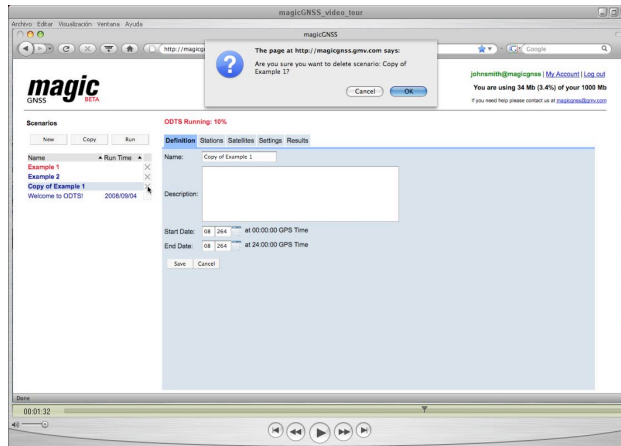 magicGNSS_video_tour
Archivo Editar Visualización Ventana Ayuda
magicGNSS
http://magicgn
Google
The page at http://magicgnss.gmv.com says:
Are you sure you want to delete scenario: Copy of
Example 1?
Cancel OK
magic
GNSS BETA
johnsmith@magicgnss | My Account | Log out
You are using 34 Mb (3.4%) of your 1000 Mb
If you need help please contact us at magicgnss@gmv.com
Scenarios
New Copy Run
Name Run Time
Example 1
Example 2
Copy of Example 1
Welcome to ODTS! 2008/09/04
ODTS Running: 10%
Definition Stations Satellites Settings Results
Name: Copy of Example 1
Description:
Start Date: 08 264 at 00:00:00 GPS Time
End Date: 08 264 at 24:00:00 GPS Time
Save Cancel
Done
00:01:32